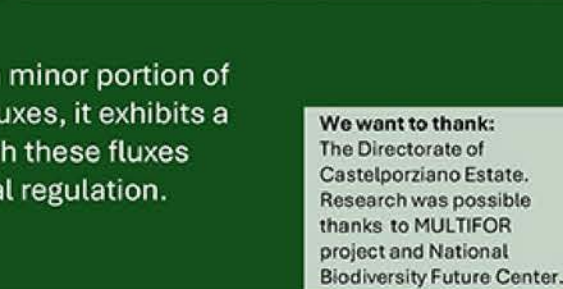 minor portion of
uxes, it exhibits a
h these fluxes
al regulation.
We want to thank:
The Directorate of
Castelporziano Estate.
Research was possible
thanks to MULTIFOR
project and National
Biodiversity Future Center.